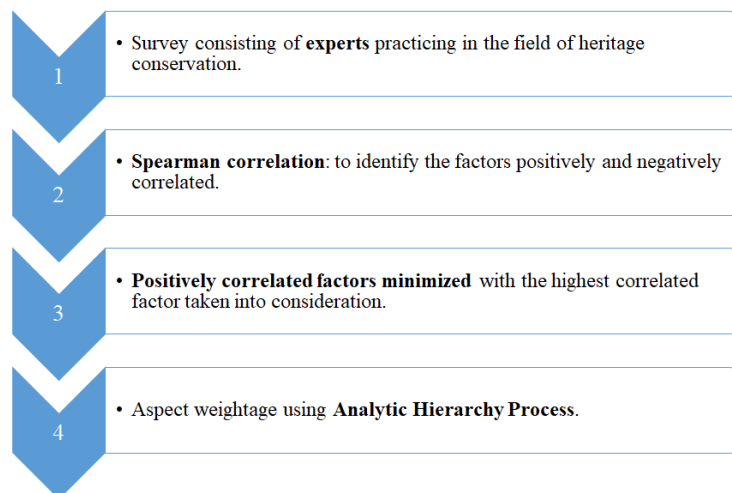 1
• Survey consisting of experts practicing in the field of heritage
conservation.
2
• Spearman correlation: to identify the factors positively and negatively
correlated.
3
• Positively correlated factors minimized with the highest correlated
factor taken into consideration.
4
• Aspect weightage using Analytic Hierarchy Process.